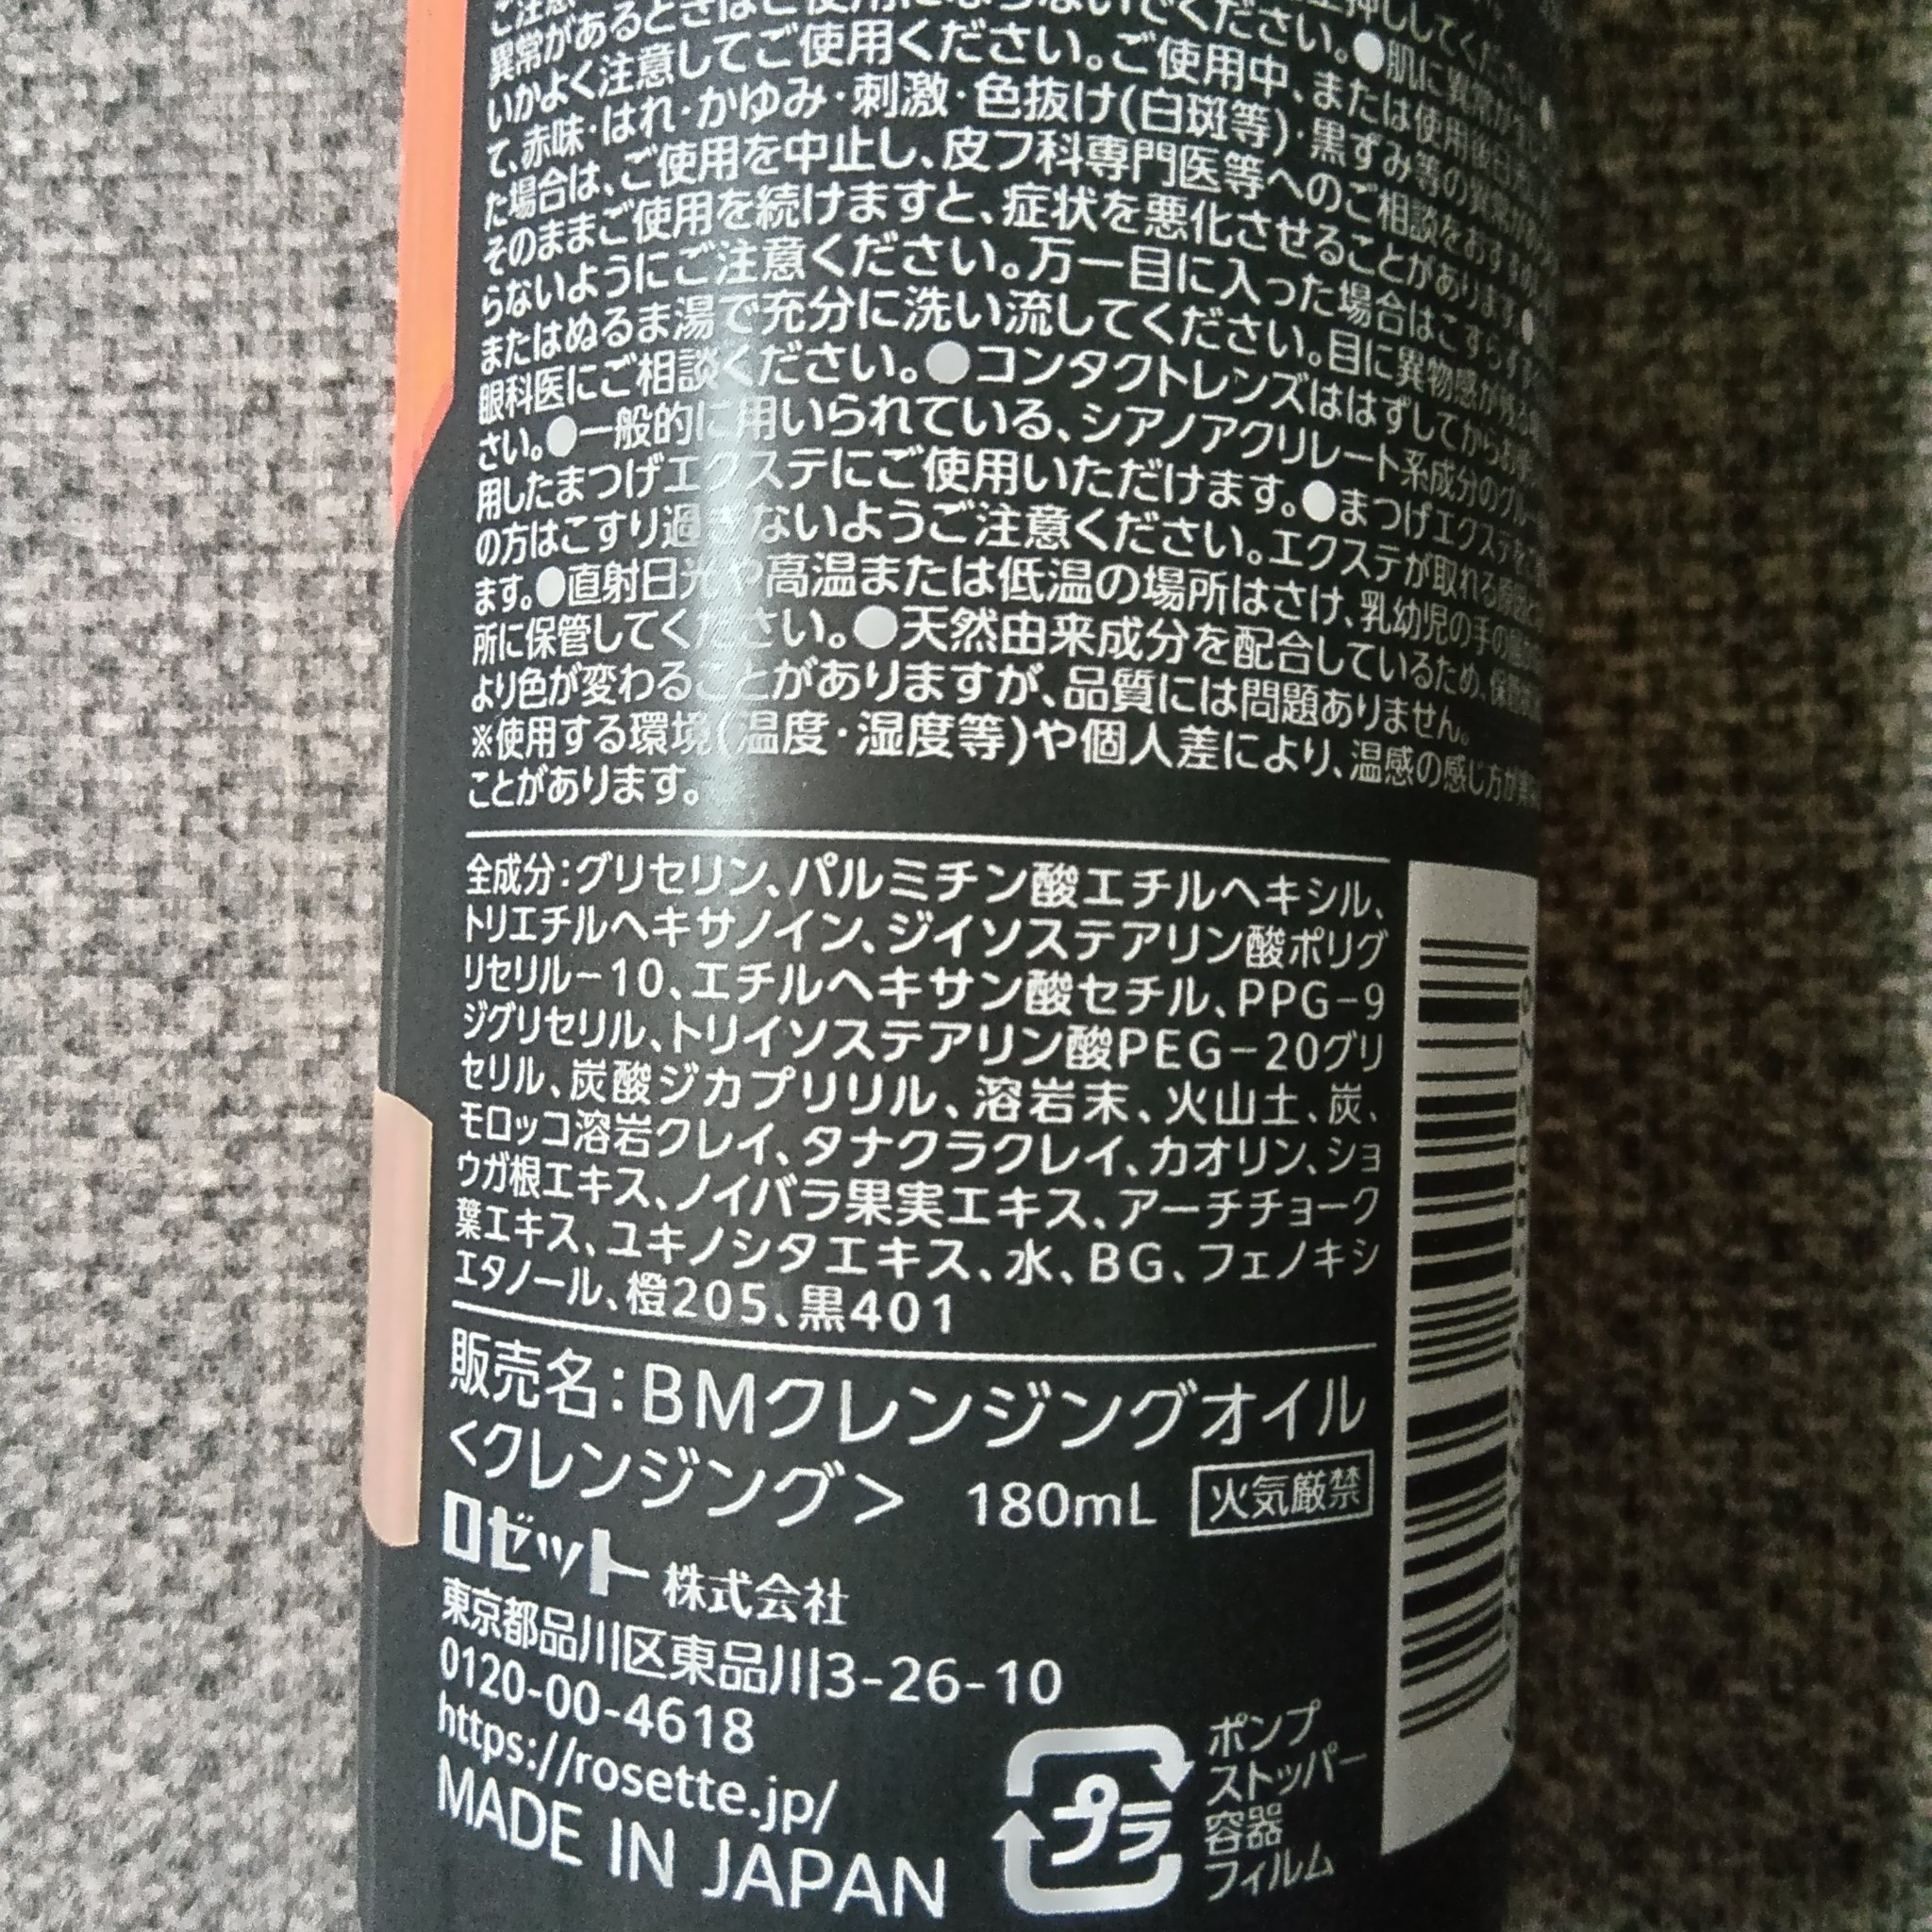 異常があるときはご使用にならないでください。●肌に異常が
いかよく注意してご使用ください。ご使用中、または使用後日光
て、赤味・はれ・かゆみ・刺激・色抜け(白斑等)・黒ずみ等の異常が
た場合は、ご使用を中止し、皮フ科専門医等へのご相談をおすすめ
そのままご使用を続けますと、症状を悪化させることがあります。●
らないようにご注意ください。万一目に入った場合はこすらず
またはぬるま湯で充分に洗い流してください。目に異物感が残る
眼科医にご相談ください。●コンタクトレンズははずしてから
さい。●一般的に用いられている、シアノアクリレート系成分のグルー
用したまつげエクステにご使用いただけます。●まつげエクステを
の方はこすり過ぎないようご注意ください。エクステが取れる原因
ます。●直射日光や高温または低温の場所はさけ、乳幼児の手の
所に保管してください。●天然由来成分を配合しているため、保管
より色が変わることがありますが、品質には問題ありません。
※使用する環境(温度・湿度等)や個人差により、温感の感じ方が
ことがあります。
全成分:グリセリン、パルミチン酸エチルヘキシル、
トリエチルヘキサノイン、ジイソステアリン酸ポリグ
リセリル-10、エチルヘキサン酸セチル、PPG-9
ジグリセリル、トリイソステアリン酸PEG-20グリ
セリル、炭酸ジカプリリル、溶岩末、火山土、炭、
モロッコ溶岩クレイ、タナクラクレイ、カオリン、ショ
ウガ根エキス、ノイバラ果実エキス、アーチチョーク
葉エキス、ユキノシタエキス、水、BG、フェノキシ
エタノール、橙205、黒401
販売名:BMクレンジングオイル
<クレンジング> 180mL 火気厳禁
ロゼット株式会社
東京都品川区東品川3-26-10
0120-00-4618
https://rosette.jp/
MADE IN JAPAN
プラ
ポンプ
ストッパー
容器
フィルム